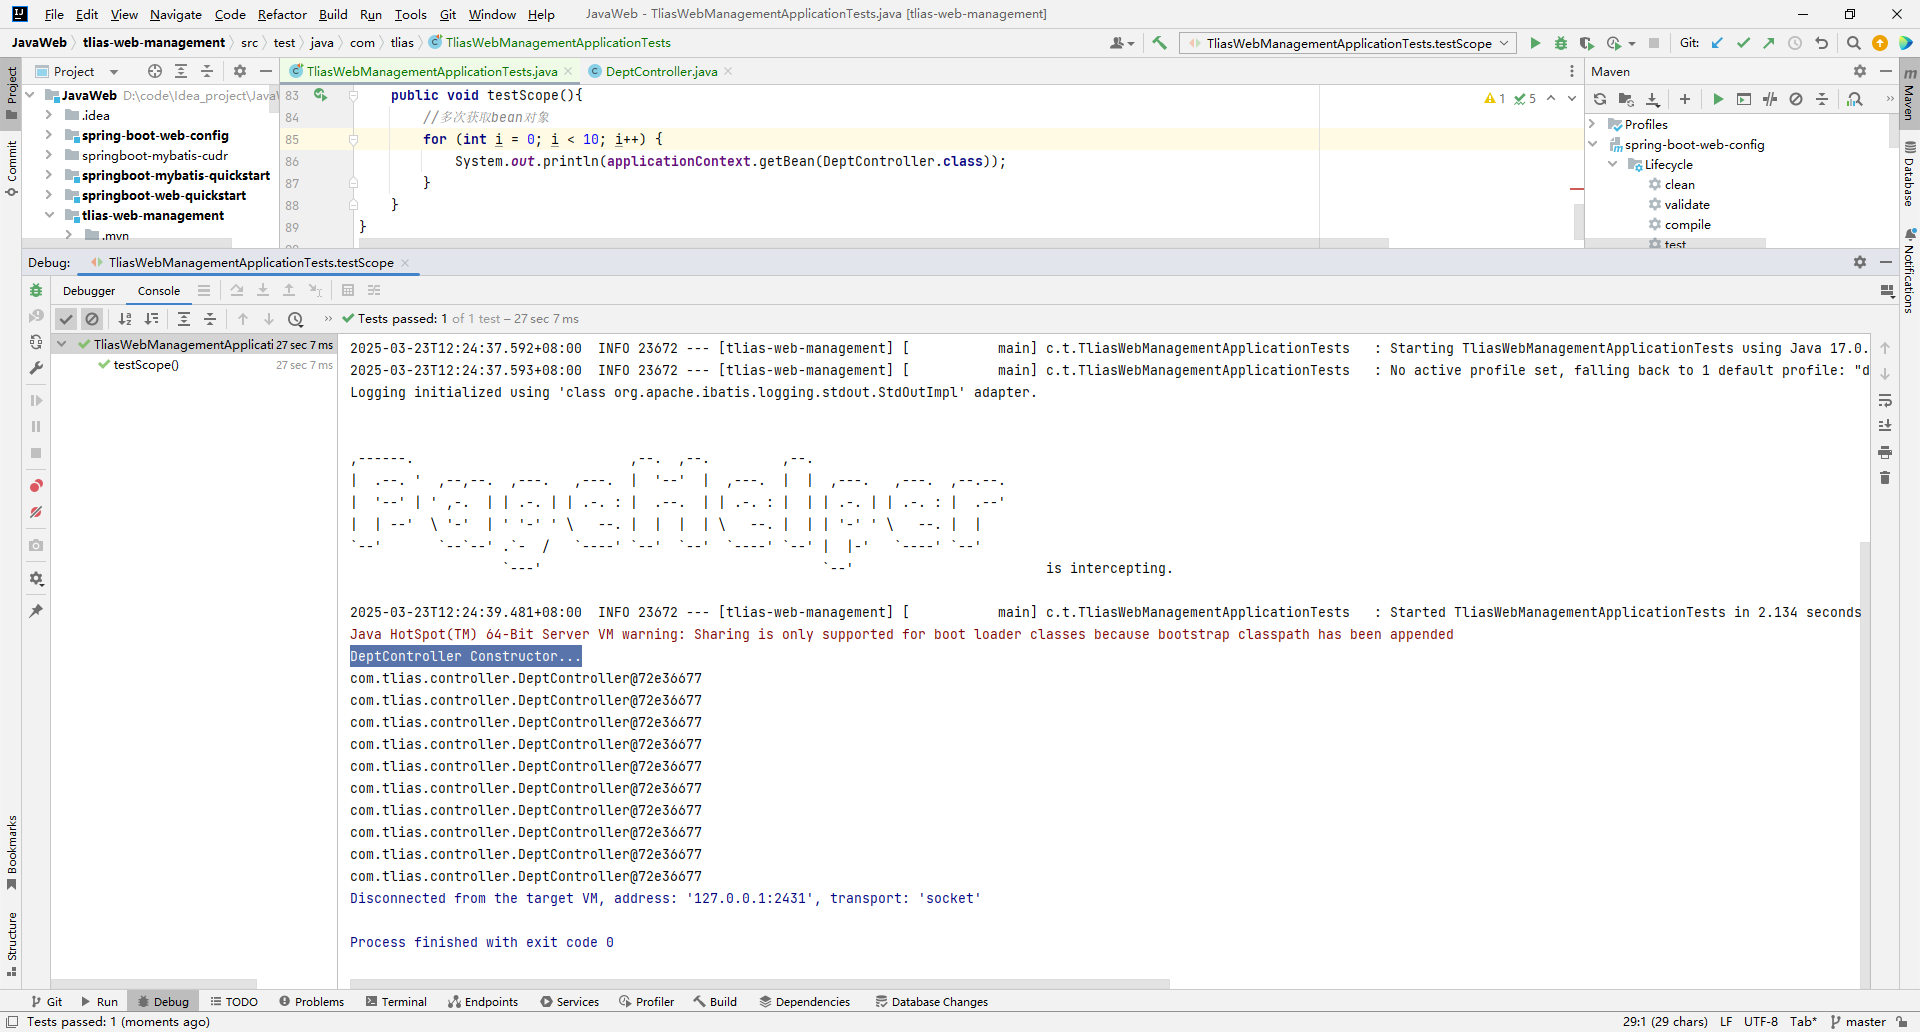 File Edit View Navigate Code Refactor Build Run Tools Git Window Help JavaWeb - TliasWebManagementApplicationTests.java [tlias-web-management]
JavaWeb tlias-web-management src test java com tlias TliasWebManagementApplicationTests TliasWebManagementApplicationTests.testScope Git:
Project TliasWebManagementApplicationTests.java DeptController.java Maven
JavaWeb D:\code\Idea_project\Java
.idea
spring-boot-web-config
springboot-mybatis-cudr
springboot-mybatis-quickstart
springboot-web-quickstart
tlias-web-management
.mvn
83 public void testScope(){
84 //多次获取bean对象
85 for (int i = 0; i < 10; i++) {
86 System.out.println(applicationContext.getBean(DeptController.class));
87 }
88 }
89 }
1 5
Profiles
spring-boot-web-config
Lifecycle
clean
validate
compile
test
Project
Commit
Bookmarks
Structure
Maven
Database
Notifications
Debug: TliasWebManagementApplicationTests.testScope
Debugger Console
Tests passed: 1 of 1 test – 27 sec 7 ms
TliasWebManagementApplicati 27 sec 7 ms
testScope() 27 sec 7 ms
2025-03-23T12:24:37.592+08:00  INFO 23672 --- [tlias-web-management] [           main] c.t.TliasWebManagementApplicationTests   : Starting TliasWebManagementApplicationTests using Java 17.0.
2025-03-23T12:24:37.593+08:00  INFO 23672 --- [tlias-web-management] [           main] c.t.TliasWebManagementApplicationTests   : No active profile set, falling back to 1 default profile: "d
Logging initialized using 'class org.apache.ibatis.logging.stdout.StdOutImpl' adapter.
PageHelper
is intercepting.
2025-03-23T12:24:39.481+08:00  INFO 23672 --- [tlias-web-management] [           main] c.t.TliasWebManagementApplicationTests   : Started TliasWebManagementApplicationTests in 2.134 seconds
Java HotSpot(TM) 64-Bit Server VM warning: Sharing is only supported for boot loader classes because bootstrap classpath has been appended
DeptController Constructor...
com.tlias.controller.DeptController@72e36677
com.tlias.controller.DeptController@72e36677
com.tlias.controller.DeptController@72e36677
com.tlias.controller.DeptController@72e36677
com.tlias.controller.DeptController@72e36677
com.tlias.controller.DeptController@72e36677
com.tlias.controller.DeptController@72e36677
com.tlias.controller.DeptController@72e36677
com.tlias.controller.DeptController@72e36677
com.tlias.controller.DeptController@72e36677
Disconnected from the target VM, address: '127.0.0.1:2431', transport: 'socket'
Process finished with exit code 0
Git Run Debug TODO Problems Terminal Endpoints Services Profiler Build Dependencies Database Changes
Tests passed: 1 (moments ago) 29:1 (29 chars) LF UTF-8 Tab* master